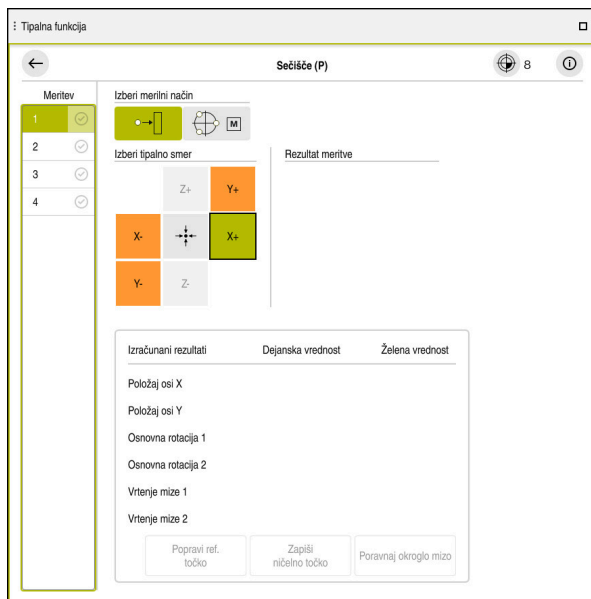 Tipalna funkcija
Sečišče (P)
8
Meritev
1
2
3
4
Izberi merilni način
M
Izberi tipalno smer
Z+
Y+
X-
X+
Y-
Z-
Rezultat meritve
Izračunani rezultati Dejanska vrednost Želena vrednost
Položaj osi X
Položaj osi Y
Osnovna rotacija 1
Osnovna rotacija 2
Vrtenje mize 1
Vrtenje mize 2
Popravi ref.
točko
Zapiši
ničelno točko
Poravnaj okroglo mizo